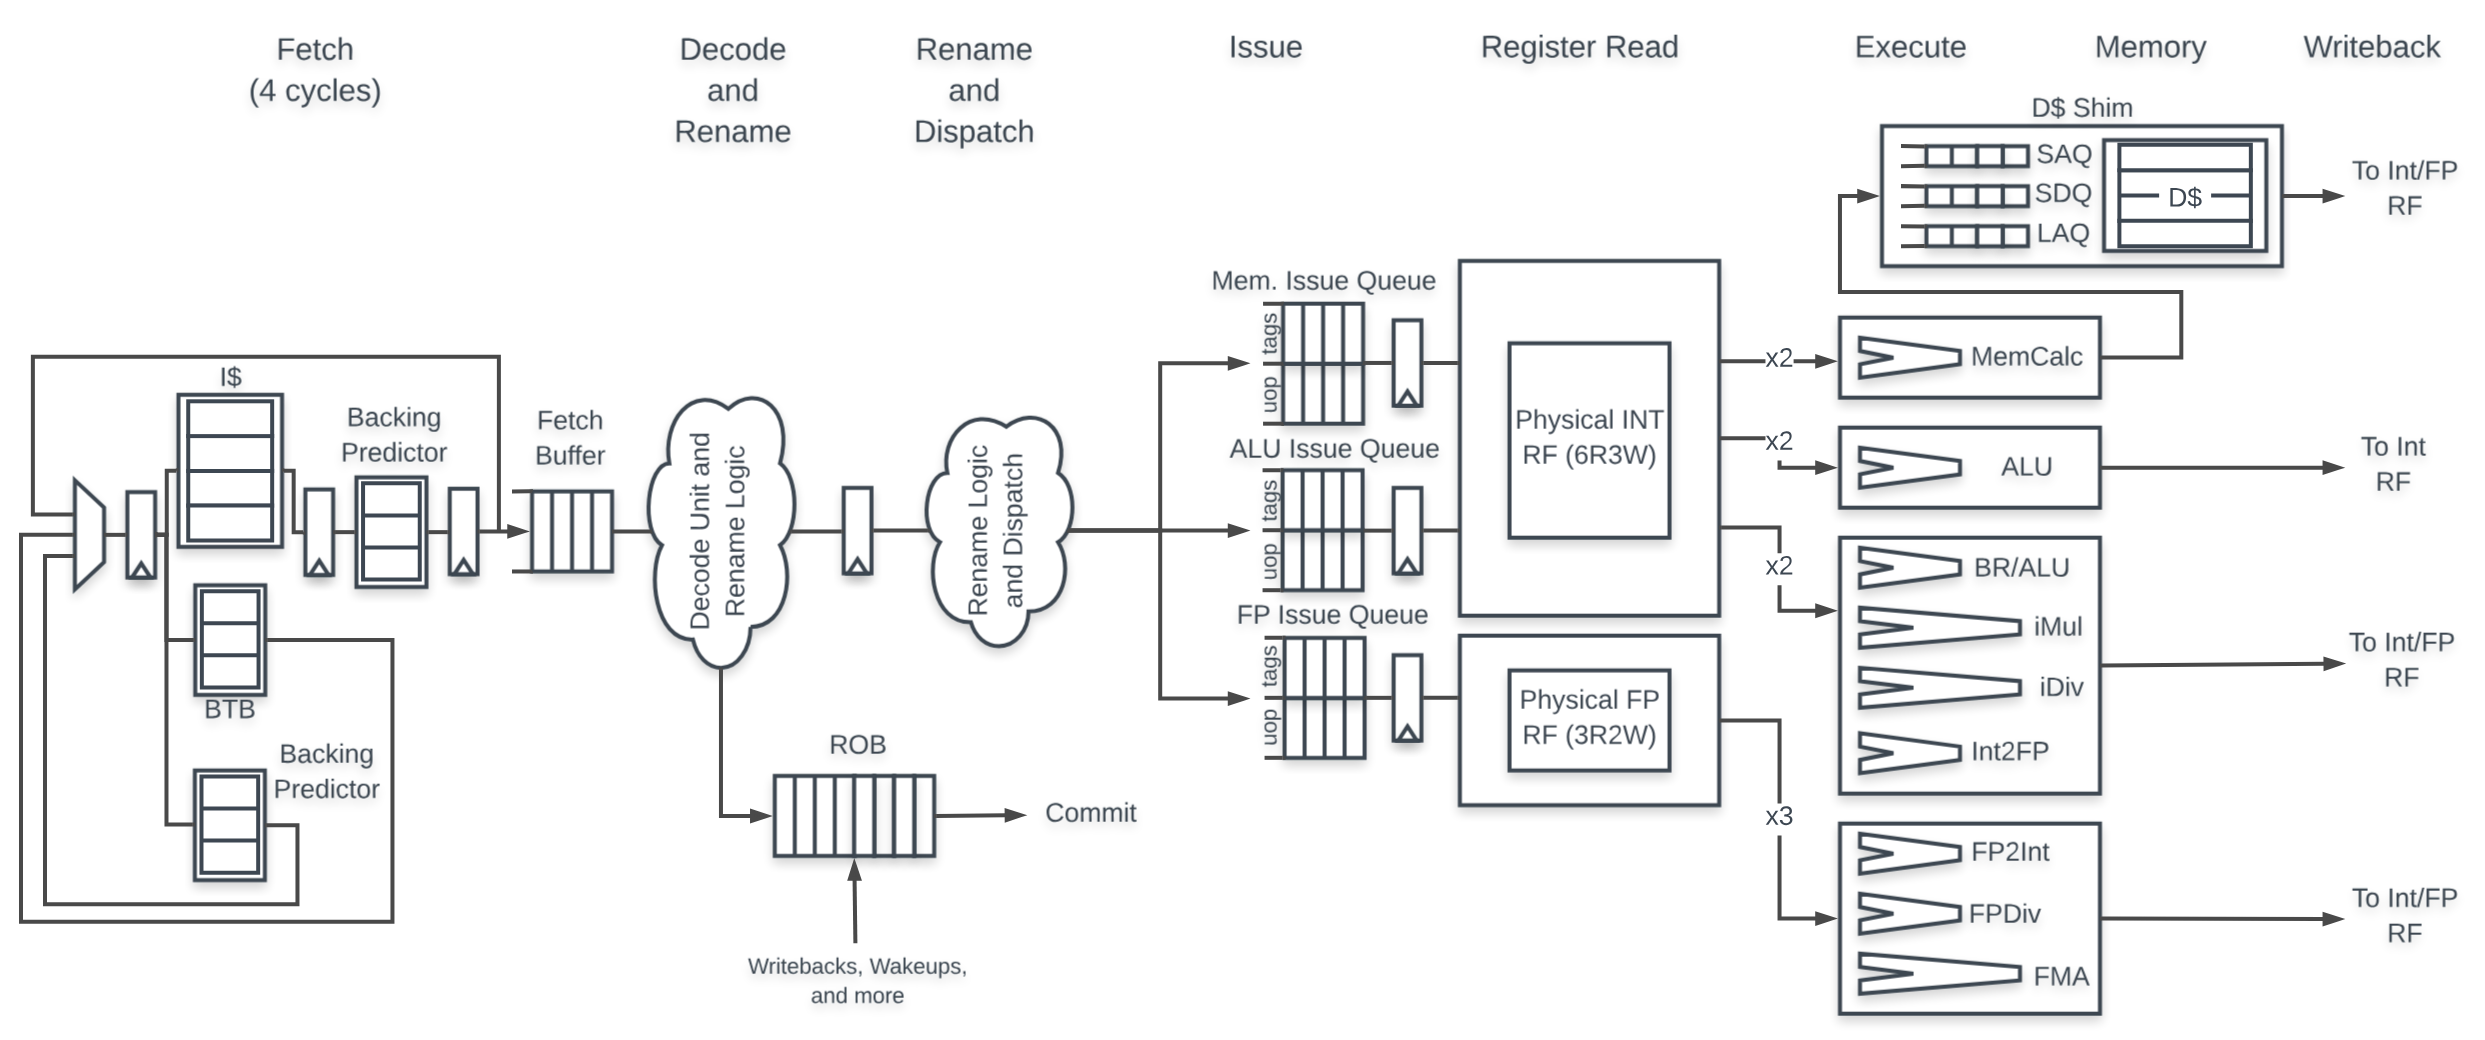 Fetch
(4 cycles)
Decode
and
Rename
Rename
and
Dispatch
Issue
Register Read
Execute
Memory
Writeback
D$ Shim
SAQ
SDQ
LAQ
D$
To Int/FP
RF
I$
Backing
Predictor
Fetch
Buffer
BTB
Backing
Predictor
Decode Unit and
Rename Logic
Rename Logic
and Dispatch
ROB
Commit
Writebacks, Wakeups,
and more
Mem. Issue Queue
tags
uop
ALU Issue Queue
tags
uop
FP Issue Queue
tags
uop
Physical INT
RF (6R3W)
Physical FP
RF (3R2W)
x2
x2
x2
x3
MemCalc
ALU
To Int
RF
BR/ALU
iMul
iDiv
Int2FP
To Int/FP
RF
FP2Int
FPDiv
FMA
To Int/FP
RF